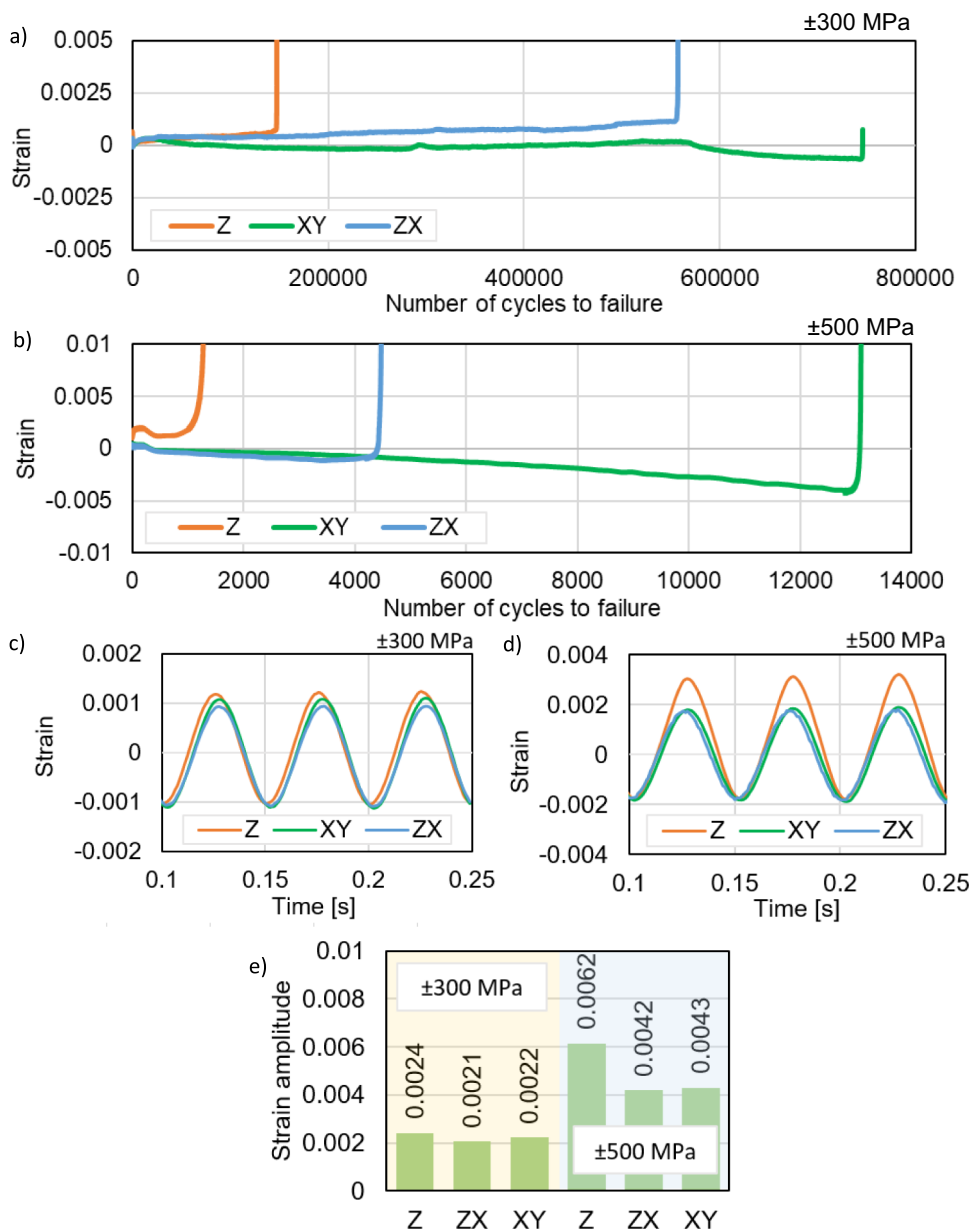 ±300 MPa
a)
0.005
0.0025
0
-0.0025
-0.005
Strain
Z XY ZX
0 200000 400000 600000 800000
Number of cycles to failure
±500 MPa
b)
0.01
0.005
0
-0.005
-0.01
Strain
Z XY ZX
0 2000 4000 6000 8000 10000 12000 14000
Number of cycles to failure
c)
±300 MPa
0.002
0.001
0
-0.001
-0.002
Strain
Z XY ZX
0.1 0.15 0.2 0.25
Time [s]
d)
±500 MPa
0.004
0.002
0
-0.002
-0.004
Strain
Z XY ZX
0.1 0.15 0.2 0.25
Time [s]
e)
0.01
0.008
0.006
0.004
0.002
0
Strain amplitude
±300 MPa
0.0024
0.0021
0.0022
0.0062
0.0042
0.0043
±500 MPa
Z ZX XY Z ZX XY